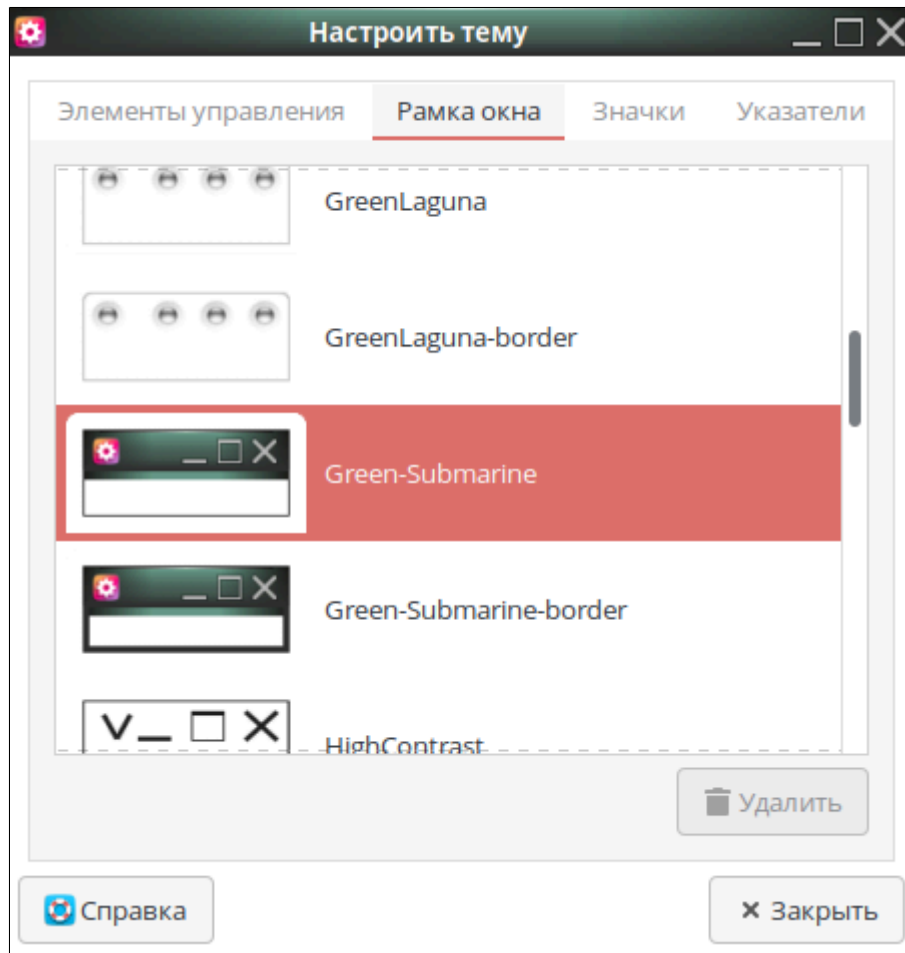 Настроить тему
Элементы управления Рамка окна Значки Указатели
GreenLaguna
GreenLaguna-border
Green-Submarine
Green-Submarine-border
HighContrast
Удалить
Справка
Закрыть